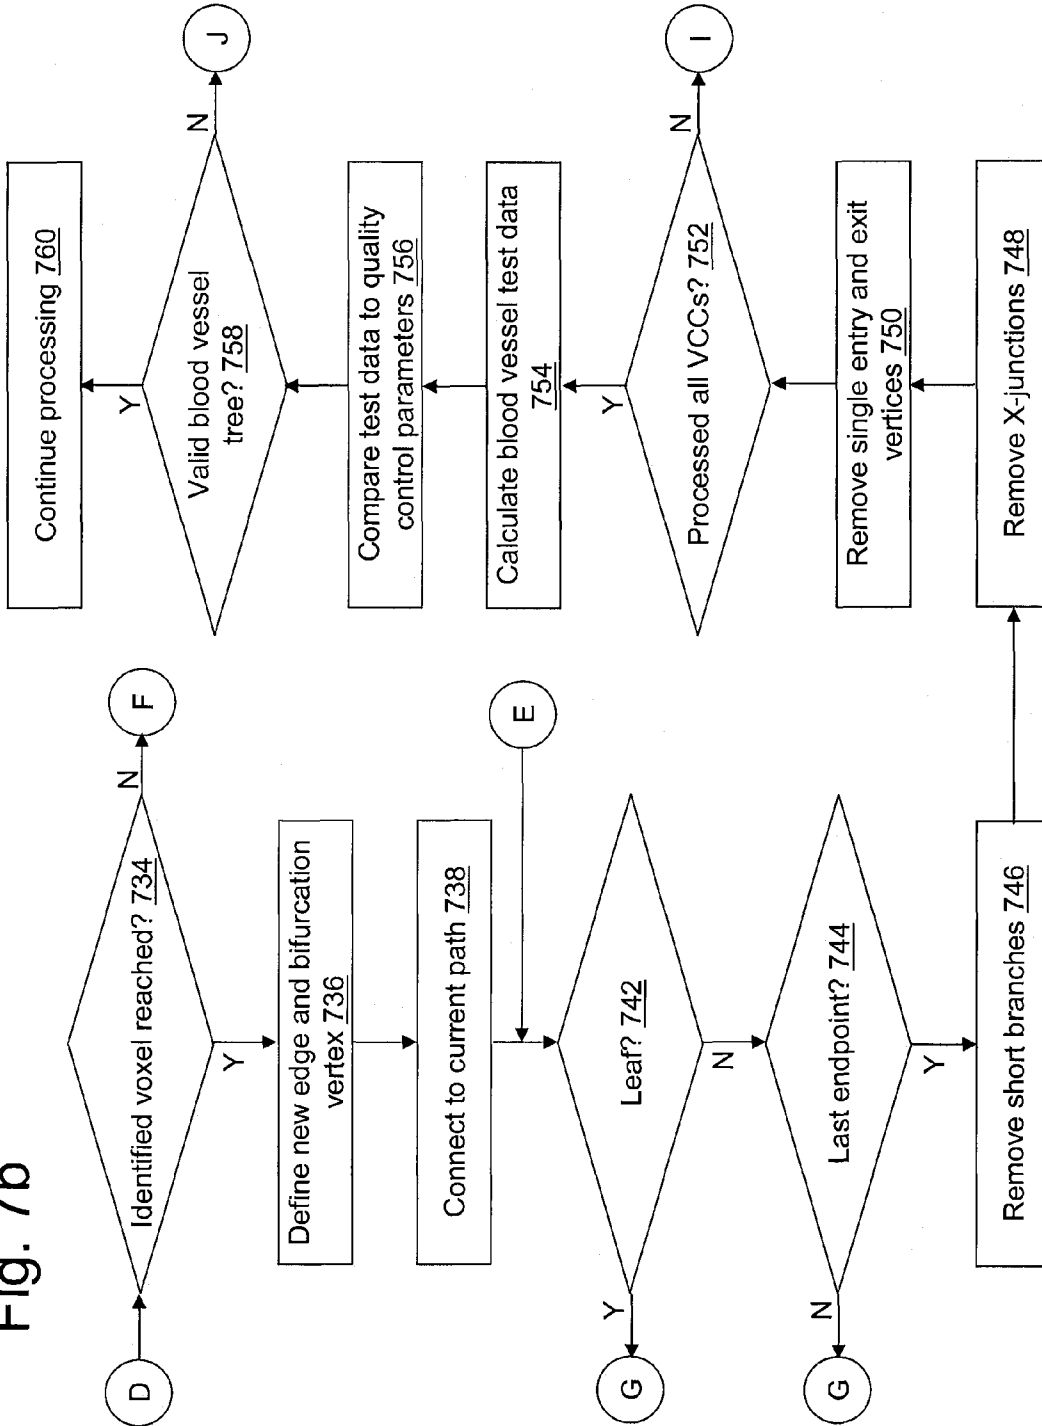 Fig. 7b
D
Identified voxel reached? 734
N
F
Y
Define new edge and bifurcation
vertex 736
Connect to current path 738
E
Leaf? 742
Y
G
N
Last endpoint? 744
N
G
Y
Remove short branches 746
Remove X-junctions 748
Remove single entry and exit
vertices 750
Processed all VCCs? 752
N
I
Y
Calculate blood vessel test data
754
Compare test data to quality
control parameters 756
Valid blood vessel
tree? 758
N
J
Y
Continue processing 760